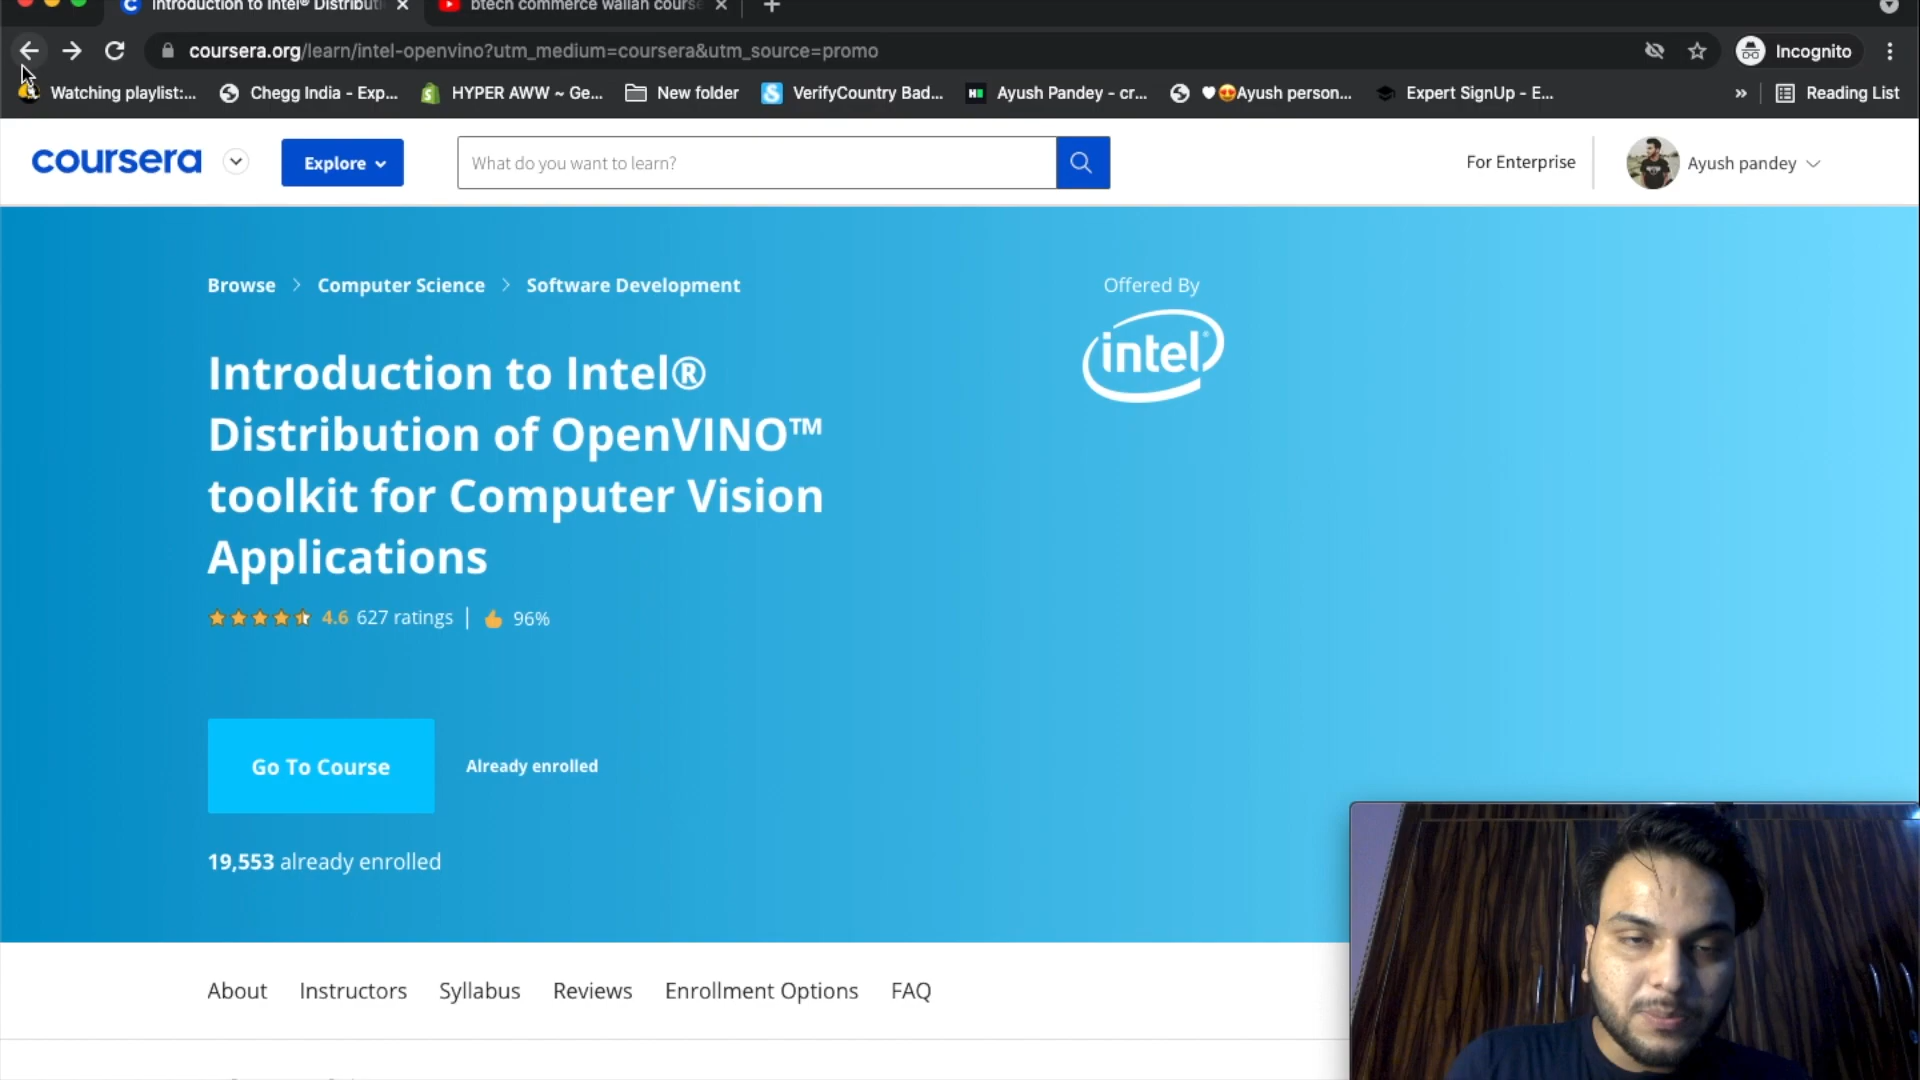 Introduction to Intel® Distributi
btech commerce wallah course
coursera.org/learn/intel-openvino?utm_medium=coursera&utm_source=promo
Incognito
Watching playlist:...
Chegg India - Exp...
HYPER AWW ~ Ge...
New folder
VerifyCountry Bad...
Ayush Pandey - cr...
🖤😍Ayush person...
Expert SignUp - E...
»
Reading List
coursera
Explore
What do you want to learn?
For Enterprise
Ayush pandey
Browse > Computer Science > Software Development
Offered By
intel®
Introduction to Intel®
Distribution of OpenVINO™
toolkit for Computer Vision
Applications
4.6 627 ratings | 96%
Go To Course
Already enrolled
19,553 already enrolled
About
Instructors
Syllabus
Reviews
Enrollment Options
FAQ